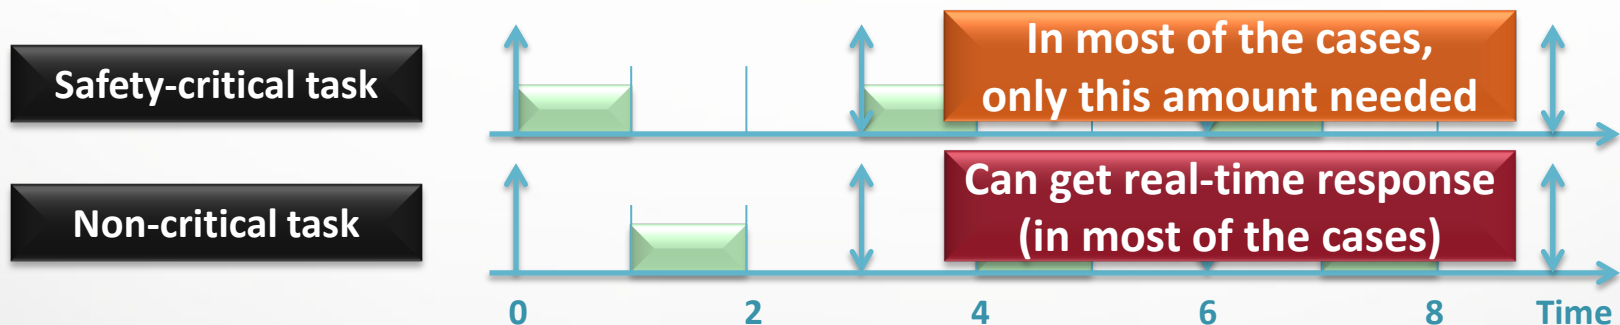 Safety-critical task
In most of the cases,
only this amount needed
Non-critical task
Can get real-time response
(in most of the cases)
0 2 4 6 8 Time